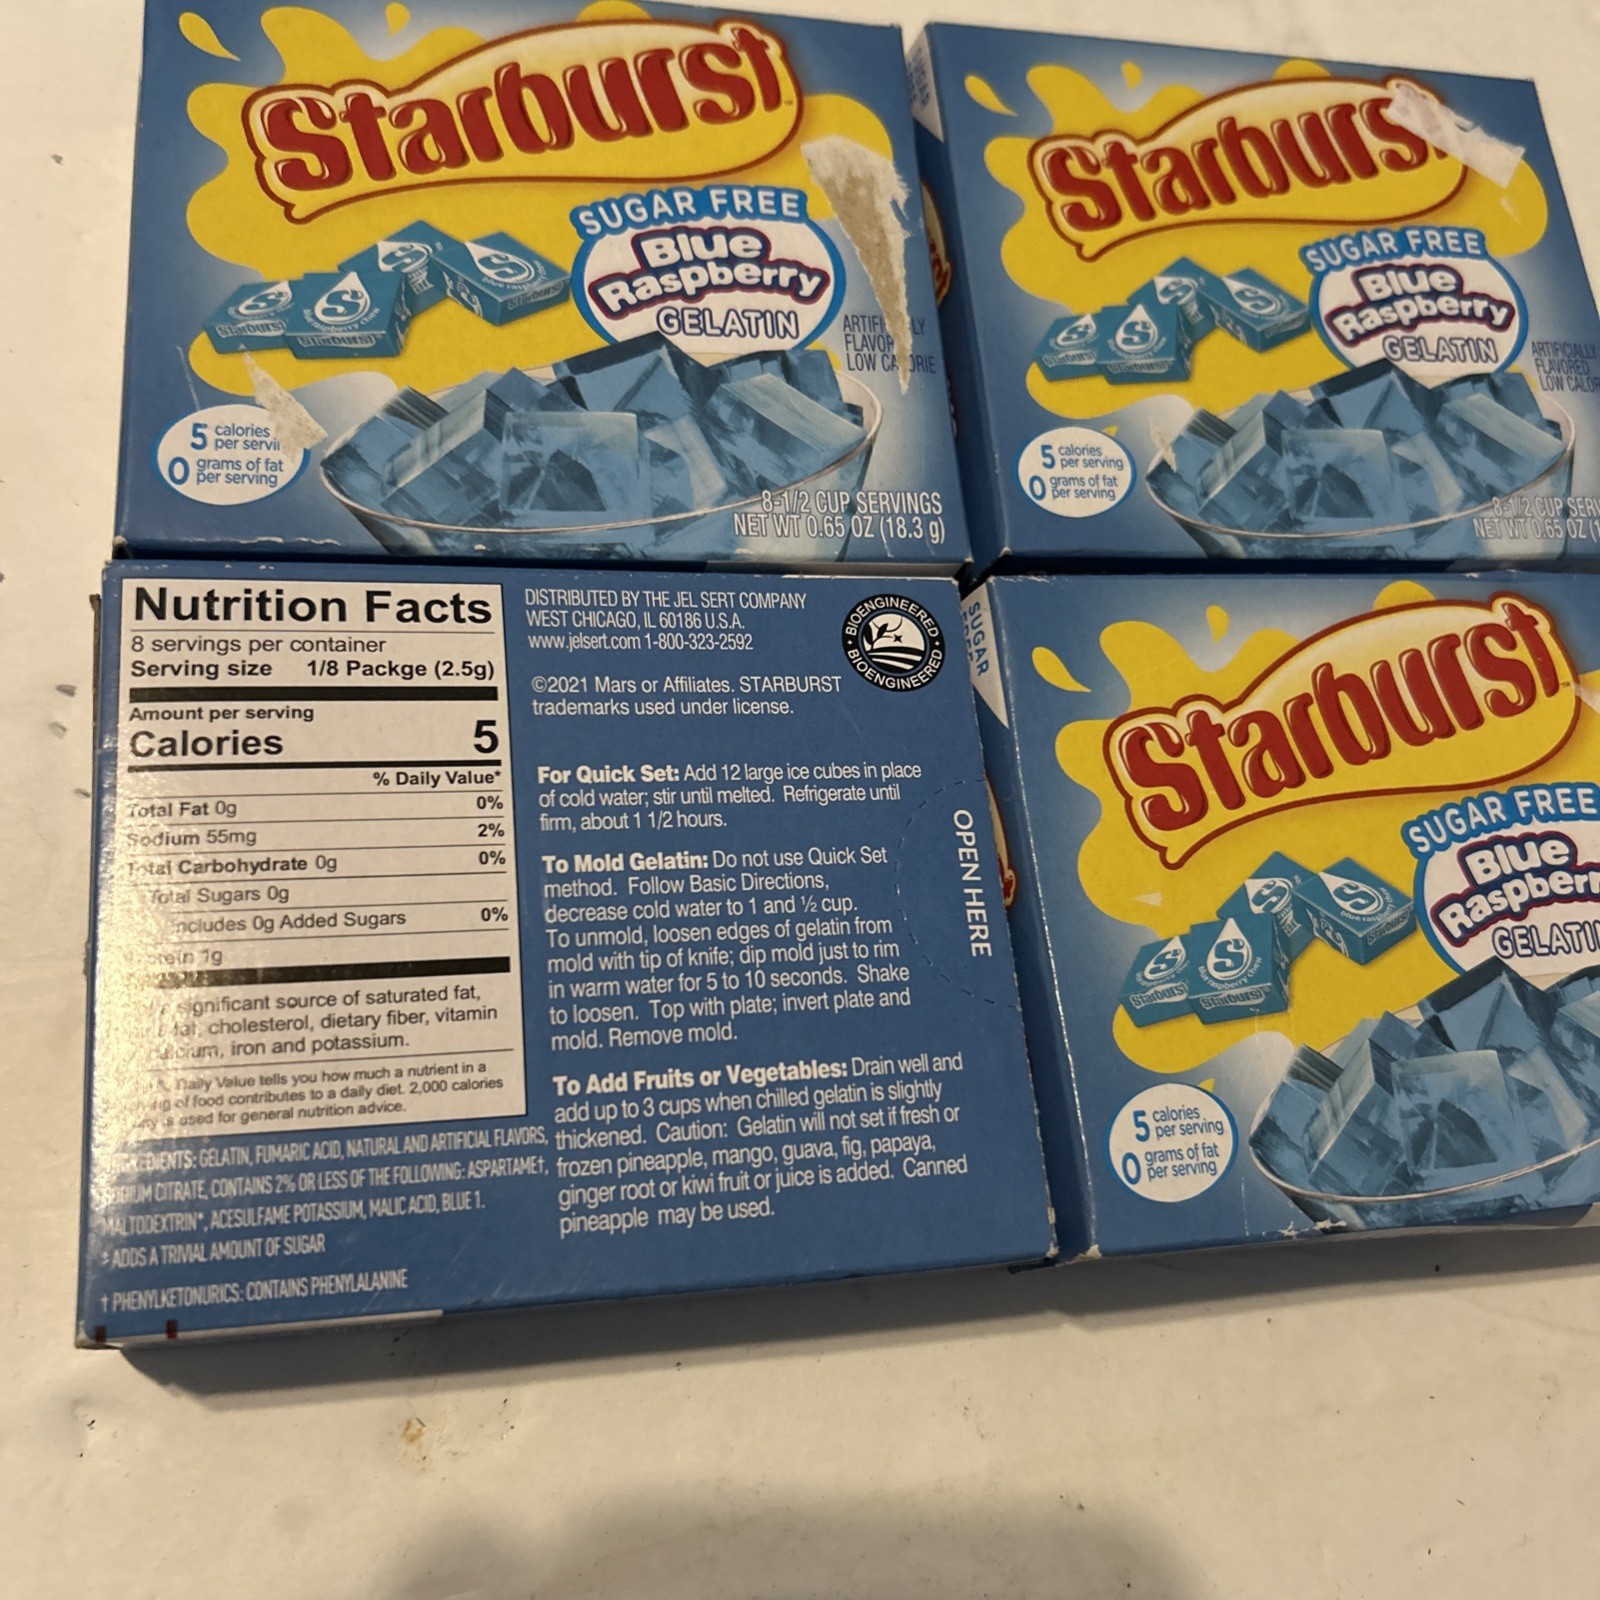 Starburst
SUGAR FREE
Blue
Raspberry
GELATIN
LOW
5 calories
per
0 grams of fat
per serving
8-1/2 CUP SERVINGS
NET WT 0.65 OZ (18.3 g)
SUGAR
SUGAR FREE
Blue
Raspberry
GELATIN
ARTIFICIALLY
FLAVORED
LOW
5 calories
per serving
0 grams of fat
per serving
8-1/2 CUP
NET WT 0.65 OZ
Nutrition Facts
8 servings per container
Serving size 1/8 Packge (2.5g)
Amount per serving
Calories 5
% Daily Value*
Total Fat 0g 0%
Sodium 55mg 2%
Total Carbohydrate 0g 0%
Total Sugars 0g
Includes 0g Added Sugars 0%
1g
significant source of saturated fat,
fat, cholesterol, dietary fiber, vitamin
iron and potassium.
Daily Value tells you how much a nutrient in a
of food contributes to a daily diet. 2,000 calories
used for general nutrition advice.
GELATIN, FUMARIC ACID, NATURAL AND ARTIFICIAL FLAVORS,
CITRATE, CONTAINS 2% OR LESS OF THE FOLLOWING: ASPARTAME†,
MALTODEXTRIN*, ACESULFAME POTASSIUM, MALIC ACID, BLUE 1.
ADDS A TRIVIAL AMOUNT OF SUGAR
† PHENYLKETONURICS: CONTAINS PHENYLALANINE
DISTRIBUTED BY THE JEL SERT COMPANY
WEST CHICAGO, IL 60186 U.S.A.
www.jelsert.com 1-800-323-2592
©2021 Mars or Affiliates. STARBURST
trademarks used under license.
BIOENGINEERED
BIOENGINEERED
For Quick Set: Add 12 large ice cubes in place
of cold water; stir until melted. Refrigerate until
firm, about 1 1/2 hours.
To Mold Gelatin: Do not use Quick Set
method. Follow Basic Directions,
decrease cold water to 1 and ½ cup.
To unmold, loosen edges of gelatin from
mold with tip of knife; dip mold just to rim
in warm water for 5 to 10 seconds. Shake
to loosen. Top with plate; invert plate and
mold. Remove mold.
To Add Fruits or Vegetables: Drain well and
add up to 3 cups when chilled gelatin is slightly
thickened. Caution: Gelatin will not set if fresh or
frozen pineapple, mango, guava, fig, papaya,
ginger root or kiwi fruit or juice is added. Canned
pineapple may be used.
OPEN HERE
SUGAR
Starburst
SUGAR FREE
Blue
5 calories
per serving
0 grams of fat
per serving